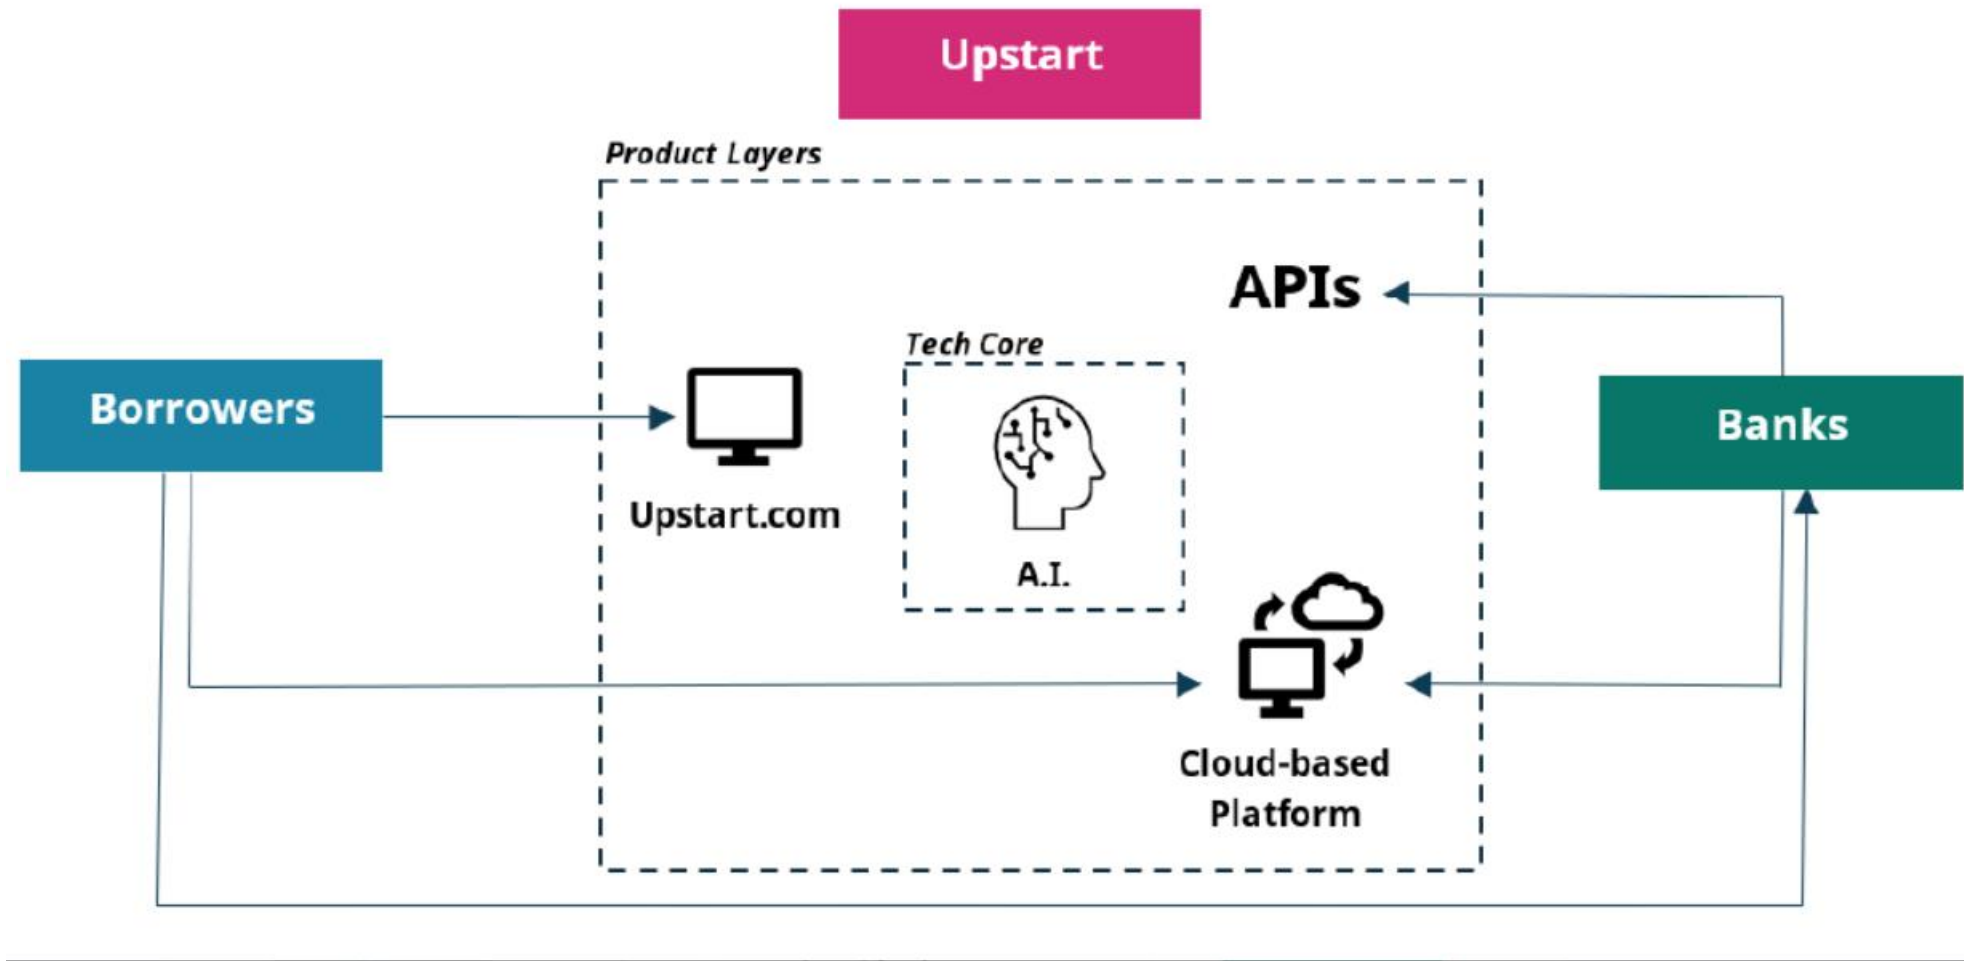 Upstart
Product Layers
APIs
Tech Core
Borrowers
Banks
Upstart.com
A.I.
Cloud-based
Platform